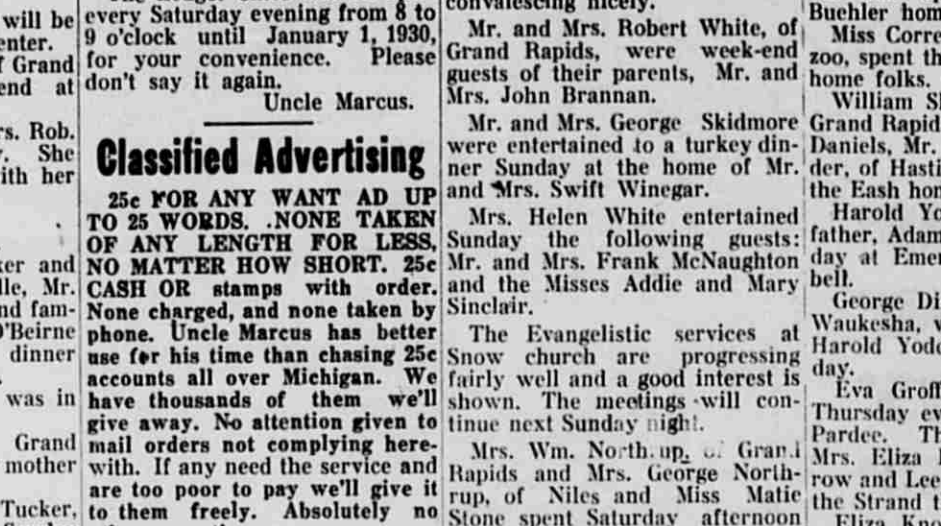 will be
enter.
Grand
end at
rs. Rob.
She
ith her
ker and
lle, Mr.
nd fam-
O'Beirne
dinner
was in
Grand
mother
Tucker,
every Saturday evening from 8 to
9 o'clock until January 1, 1930,
for your convenience. Please
don't say it again.
Uncle Marcus.
Classified Advertising
25c FOR ANY WANT AD UP
TO 25 WORDS. .NONE TAKEN
OF ANY LENGTH FOR LESS,
NO MATTER HOW SHORT. 25c
CASH OR stamps with order.
None charged, and none taken by
phone. Uncle Marcus has better
use for his time than chasing 25c
accounts all over Michigan. We
have thousands of them we'll
give away. No attention given to
mail orders not complying here-
with. If any need the service and
are too poor to pay we'll give it
to them freely. Absolutely no
convalescing nicely.
Mr. and Mrs. Robert White, of
Grand Rapids, were week-end
guests of their parents, Mr. and
Mrs. John Brannan.
Mr. and Mrs. George Skidmore
were entertained to a turkey din-
ner Sunday at the home of Mr.
and Mrs. Swift Winegar.
Mrs. Helen White entertained
Sunday the following guests:
Mr. and Mrs. Frank McNaughton
and the Misses Addie and Mary
Sinclair.
The Evangelistic services at
Snow church are progressing
fairly well and a good interest is
shown. The meetings will con-
tinue next Sunday night.
Mrs. Wm. Northup, of Grand
Rapids and Mrs. George North-
rup, of Niles and Miss Matie
Stone spent Saturday afternoon
Buehler hom
Miss Corre
zoo, spent th
home folks.
William Sl
Grand Rapid
Daniels, Mr.
der, of Hasti
the Eash hom
Harold Yo
father, Adam
day at Emer
bell.
George Di
Waukesha,
Harold Yode
day.
Eva Groff
Thursday ev
Pardee. Th
Mrs. Eliza
row and Lee
the Strand t